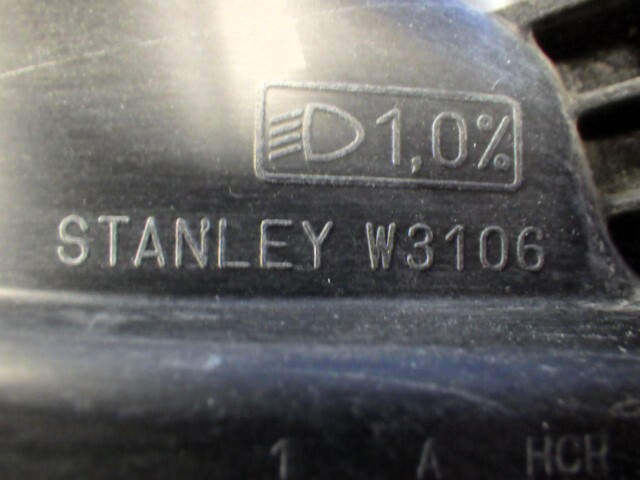 1,0%
STANLEY W3106
1 A HCR